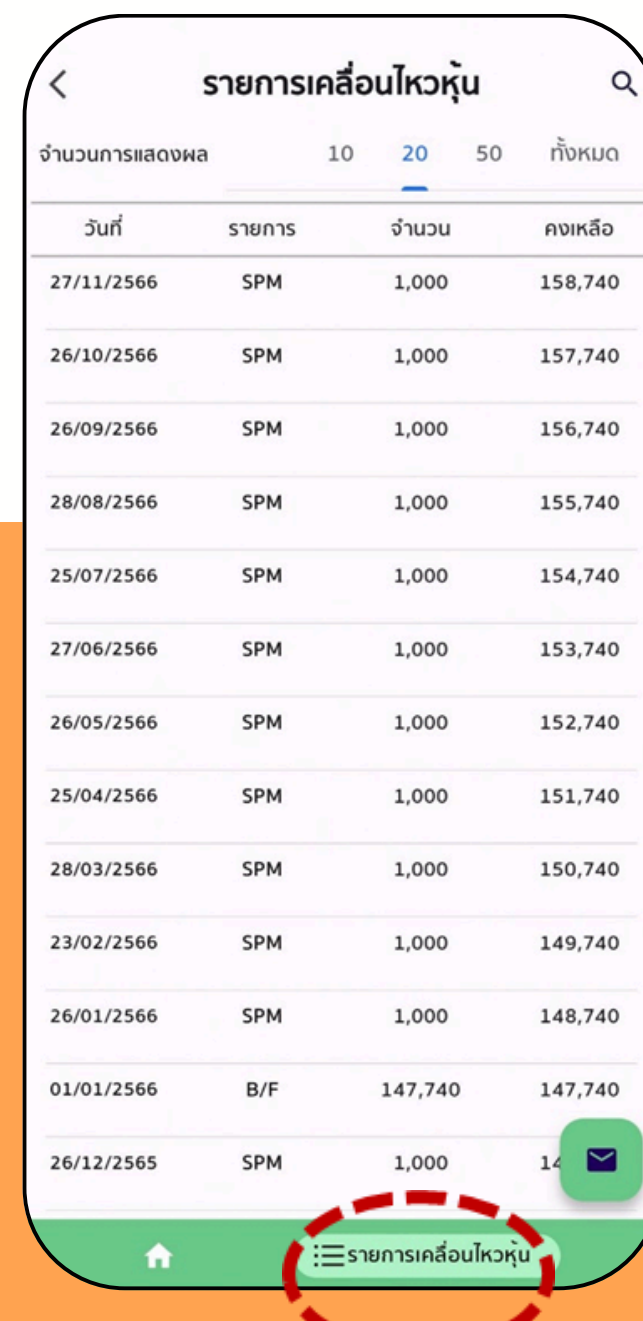 รายการเคลื่อนไหวหุ้น
จำนวนการแสดงผล 10 20 50 ทั้งหมด
วันที่ รายการ จำนวน คงเหลือ
27/11/2566 SPM 1,000 158,740
26/10/2566 SPM 1,000 157,740
26/09/2566 SPM 1,000 156,740
28/08/2566 SPM 1,000 155,740
25/07/2566 SPM 1,000 154,740
27/06/2566 SPM 1,000 153,740
26/05/2566 SPM 1,000 152,740
25/04/2566 SPM 1,000 151,740
28/03/2566 SPM 1,000 150,740
23/02/2566 SPM 1,000 149,740
26/01/2566 SPM 1,000 148,740
01/01/2566 B/F 147,740 147,740
26/12/2565 SPM 1,000
รายการเคลื่อนไหวหุ้น